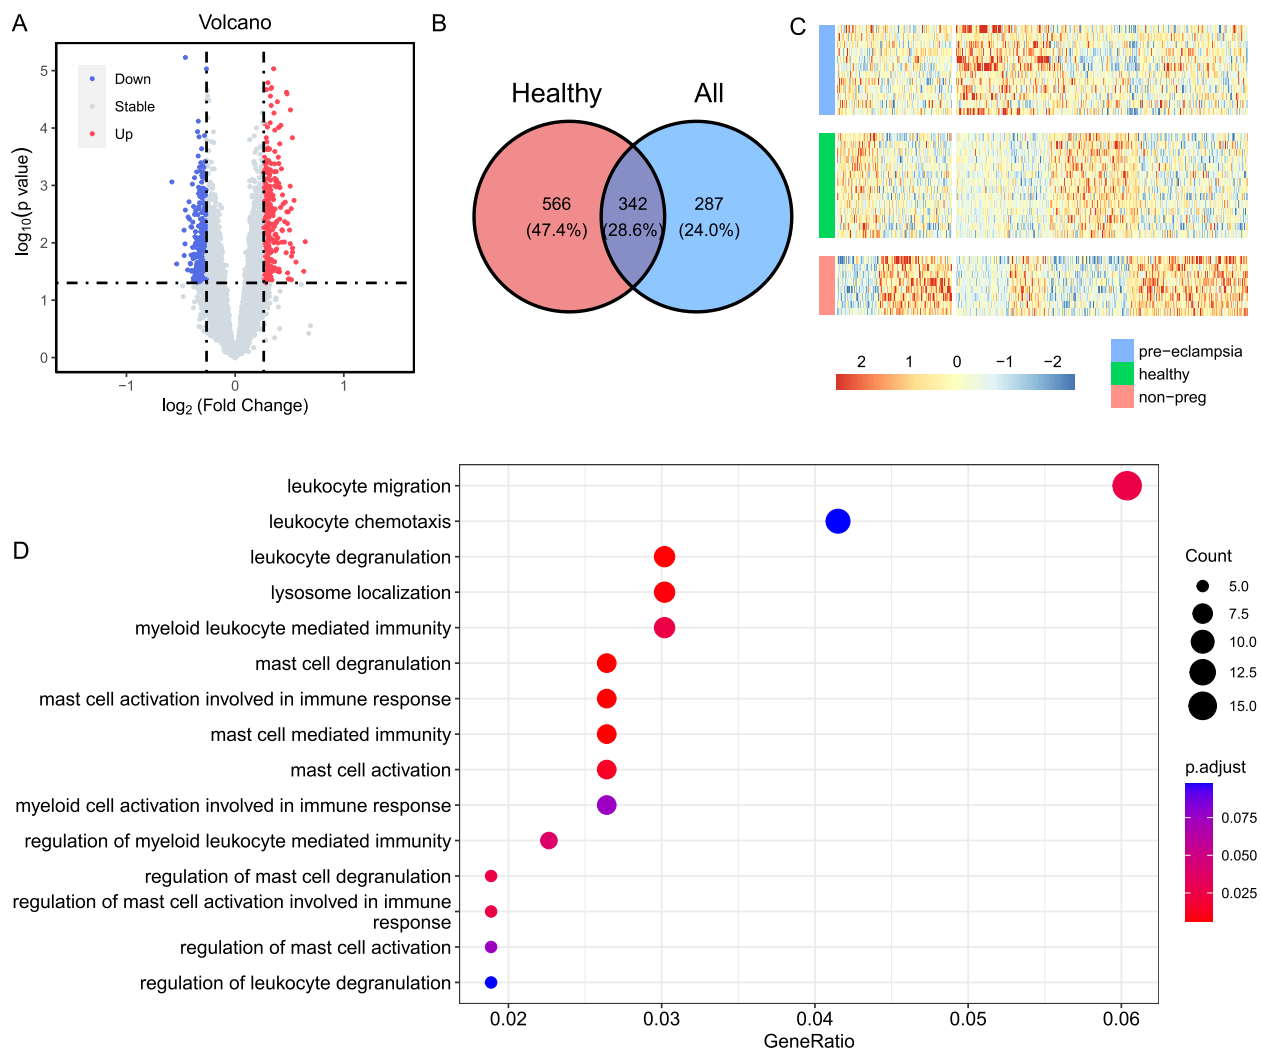 A
Volcano
Down
Stable
Up
5
4
3
2
1
0
−1
0
1
log10(p value)
log2 (Fold Change)
B
Healthy
All
566
(47.4%)
342
(28.6%)
287
(24.0%)
C
2
1
0
−1
−2
pre−eclampsia
healthy
non−preg
D
leukocyte migration
leukocyte chemotaxis
leukocyte degranulation
lysosome localization
myeloid leukocyte mediated immunity
mast cell degranulation
mast cell activation involved in immune response
mast cell mediated immunity
mast cell activation
myeloid cell activation involved in immune response
regulation of myeloid leukocyte mediated immunity
regulation of mast cell degranulation
regulation of mast cell activation involved in immune
response
regulation of mast cell activation
regulation of leukocyte degranulation
0.02
0.03
0.04
0.05
0.06
GeneRatio
Count
5.0
7.5
10.0
12.5
15.0
p.adjust
0.075
0.050
0.025